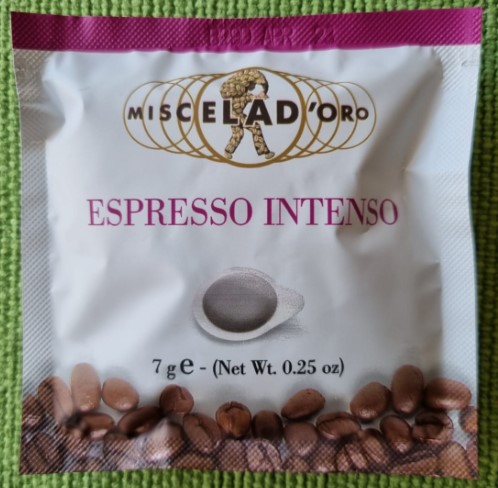 MISCELAD'ORO
ESPRESSO INTENSO
7 g e - (Net Wt. 0.25 oz)